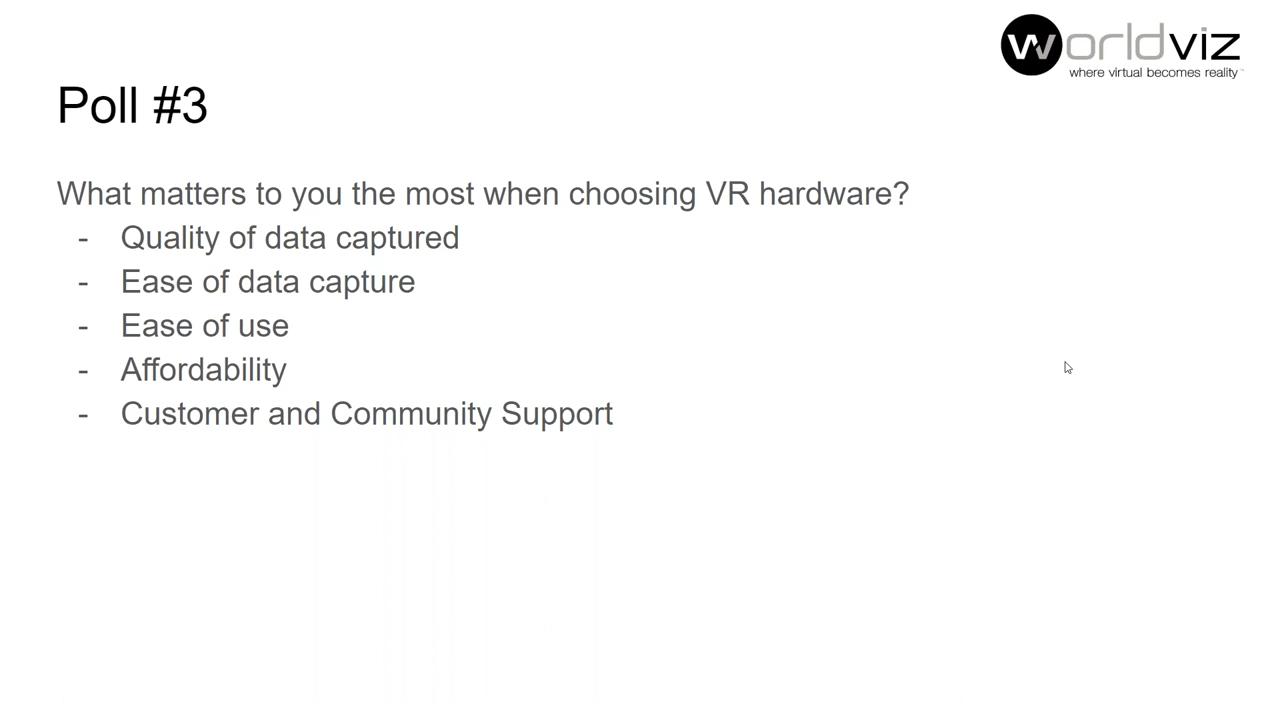 worldviz
where virtual becomes reality
Poll #3
What matters to you the most when choosing VR hardware?
- Quality of data captured
- Ease of data capture
- Ease of use
- Affordability
- Customer and Community Support